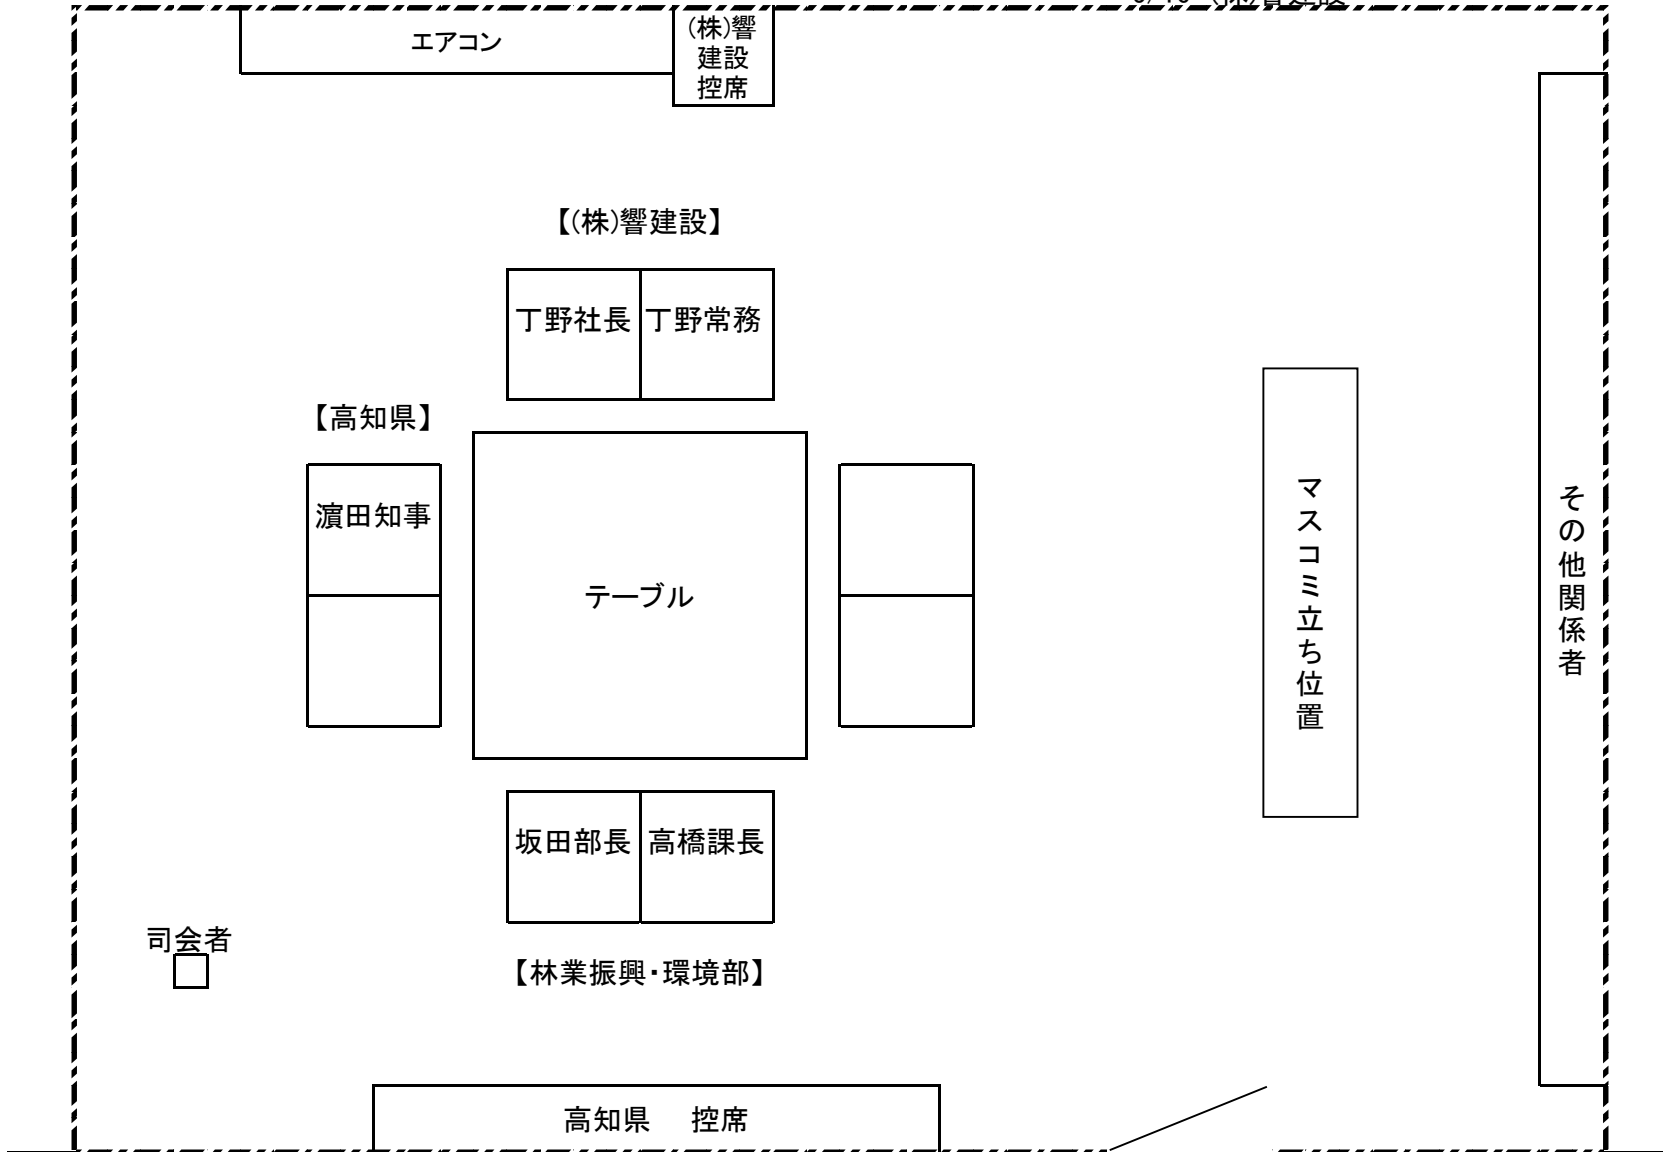 (株)響
建設
控席
エアコン
【(株)響建設】
丁野社長
丁野常務
【高知県】
濵田知事
テーブル
マスコミ立ち位置
その他関係者
坂田部長
高橋課長
司会者
【林業振興・環境部】
高知県　控席